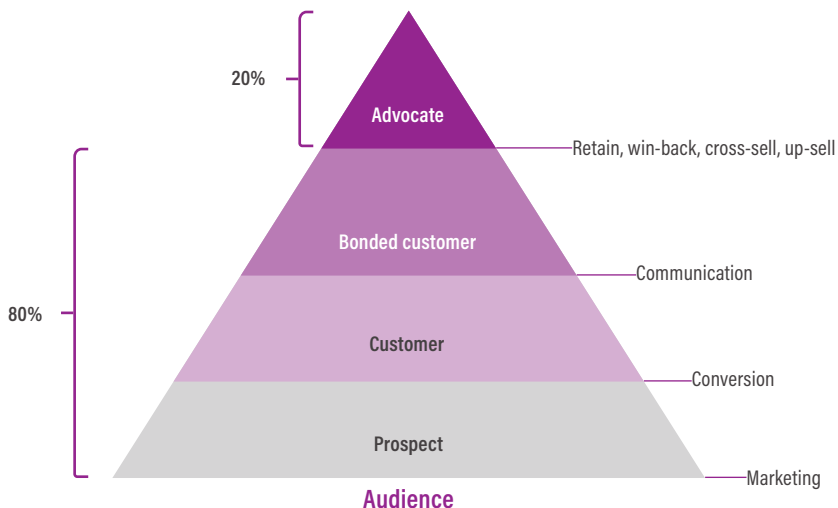 20%
Advocate
Retain, win-back, cross-sell, up-sell
Bonded customer
Communication
80%
Customer
Conversion
Prospect
Marketing
Audience